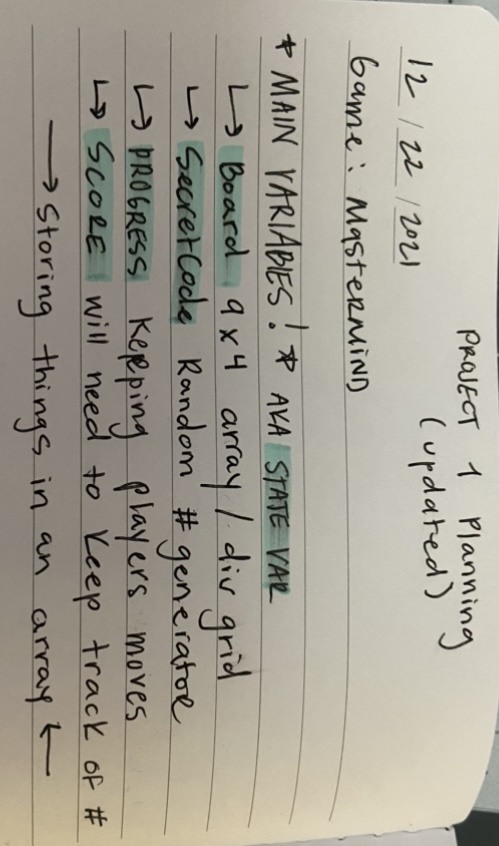 PROJECT 1 Planning
(updated)
12/22/2021
Game: MasterMIND
* MAIN VARIABLES! * AKA STATE VAR
↳ Board 9x4 array / div grid
↳ SecretCode Random # generator
↳ PROGRESS Kepping players moves
↳ SCORE will need to keep track of #
→ Storing things in an array ←